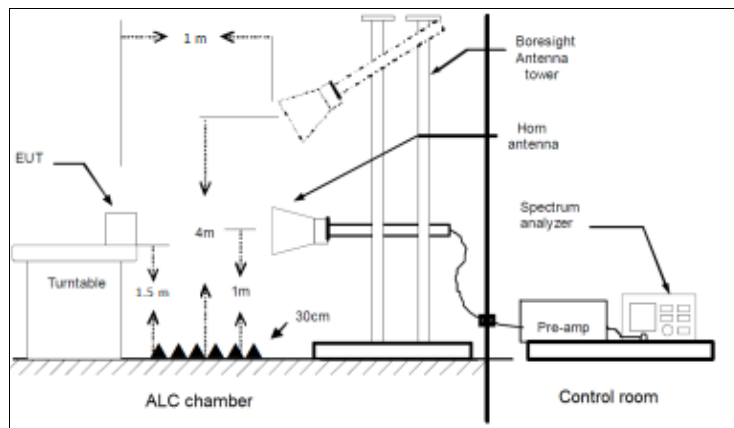 1 m
Boresight
Antenna
tower
Horn
antenna
EUT
Spectrum
analyzer
4m
Turntable
1.5 m
1m
30cm
Pre-amp
ALC chamber
Control room